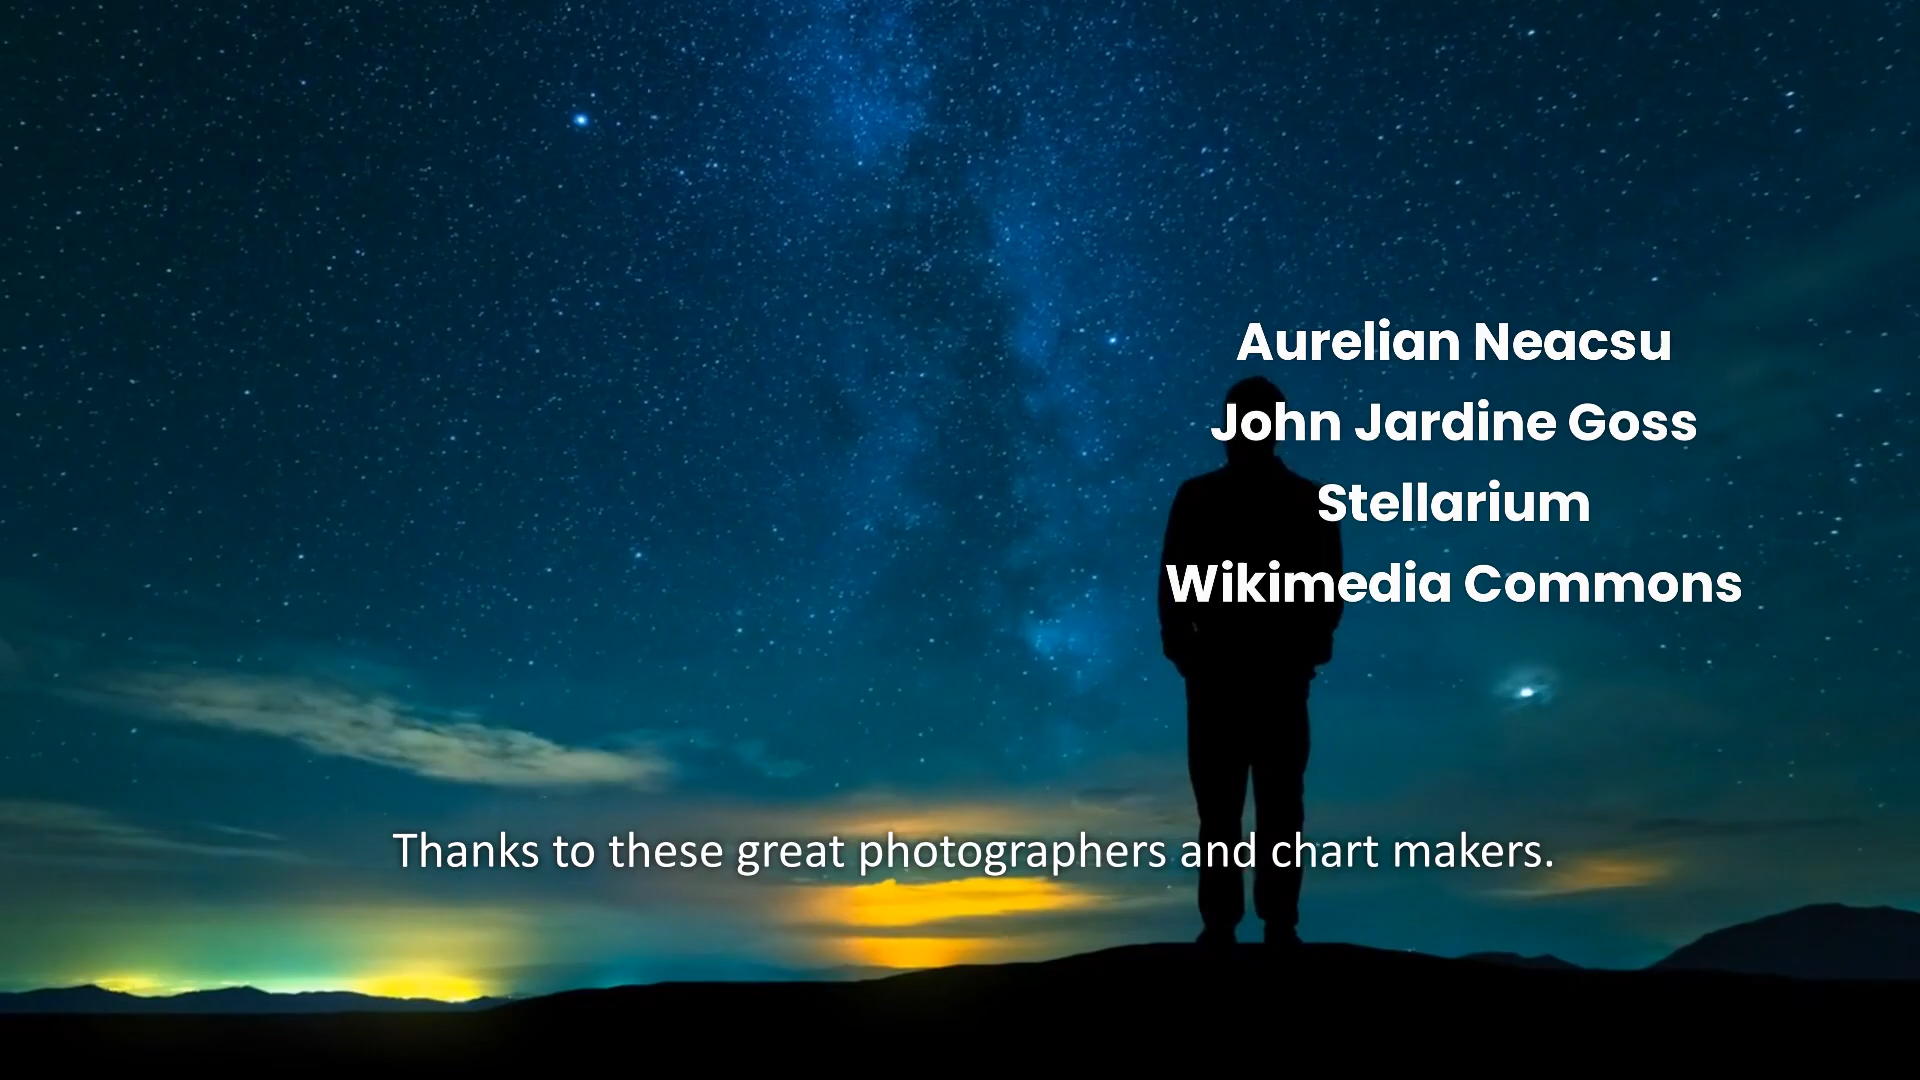 Aurelian Neacsu
John Jardine Goss
Stellarium
Wikimedia Commons
Thanks to these great photographers and chart makers.